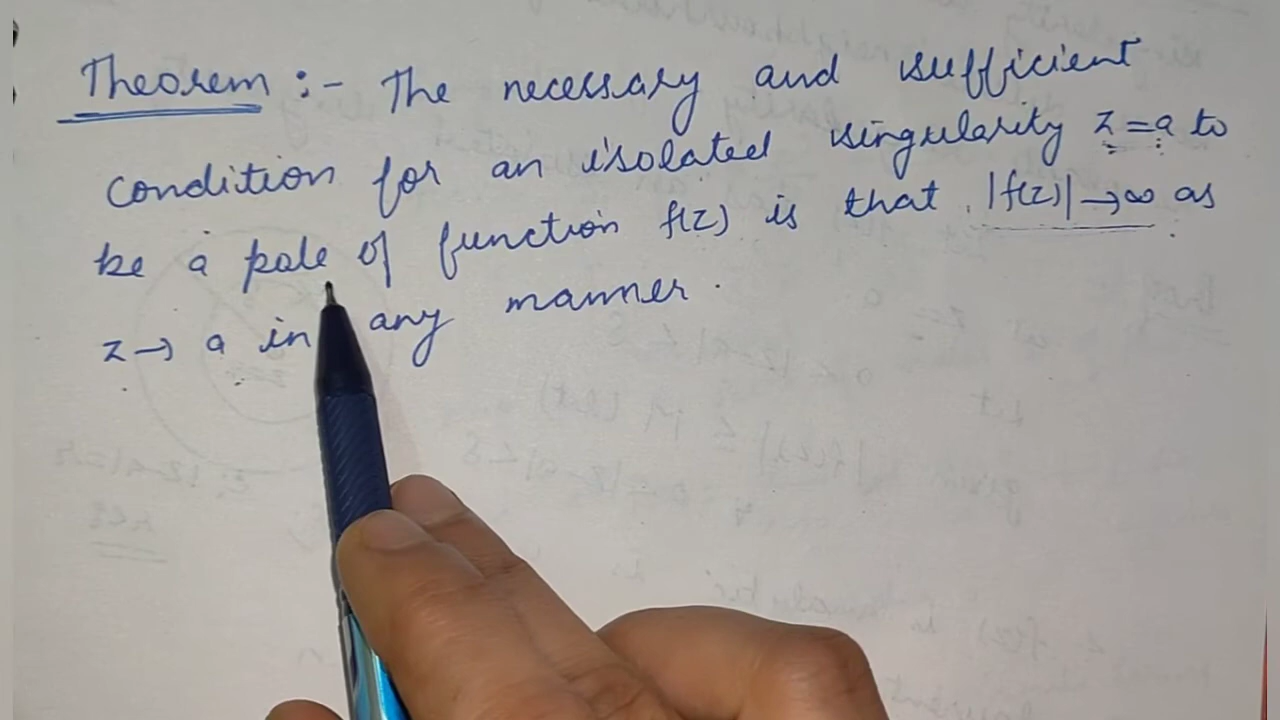 Theorem :- The necessary and sufficient
condition for an isolated singularity z=a to
be a pole of function f(z) is that |f(z)|→∞ as
z→ a in any manner.